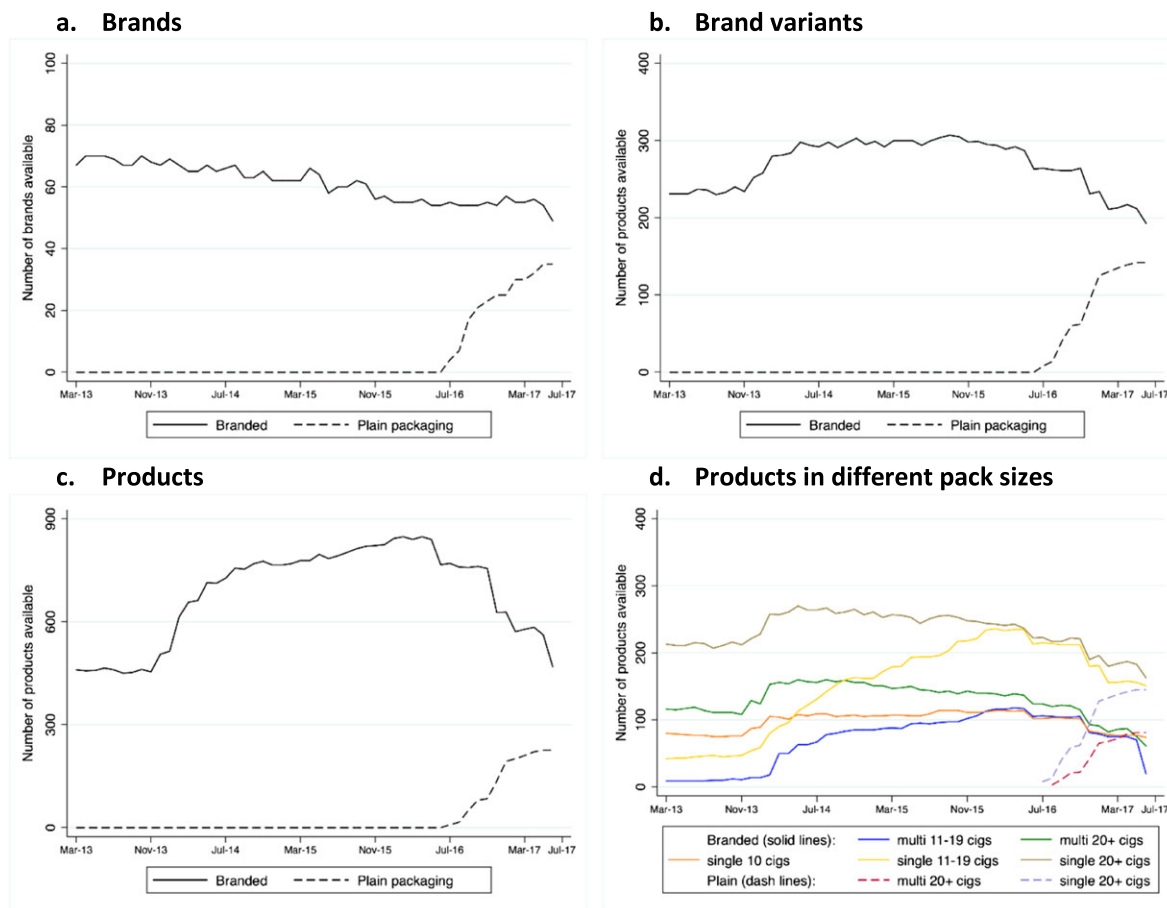 a. Brands
Number of brands available
100
80
60
40
20
0
Mar-13 Nov-13 Jul-14 Mar-15 Nov-15 Jul-16 Mar-17 Jul-17
Branded Plain packaging
b. Brand variants
Number of products available
400
300
200
100
0
Mar-13 Nov-13 Jul-14 Mar-15 Nov-15 Jul-16 Mar-17 Jul-17
Branded Plain packaging
c. Products
Number of products available
900
600
300
0
Mar-13 Nov-13 Jul-14 Mar-15 Nov-15 Jul-16 Mar-17 Jul-17
Branded Plain packaging
d. Products in different pack sizes
Number of products available
400
300
200
100
0
Mar-13 Nov-13 Jul-14 Mar-15 Nov-15 Jul-16 Mar-17 Jul-17
Branded (solid lines): multi 11-19 cigs multi 20+ cigs
single 10 cigs single 11-19 cigs single 20+ cigs
Plain (dash lines): multi 20+ cigs single 20+ cigs